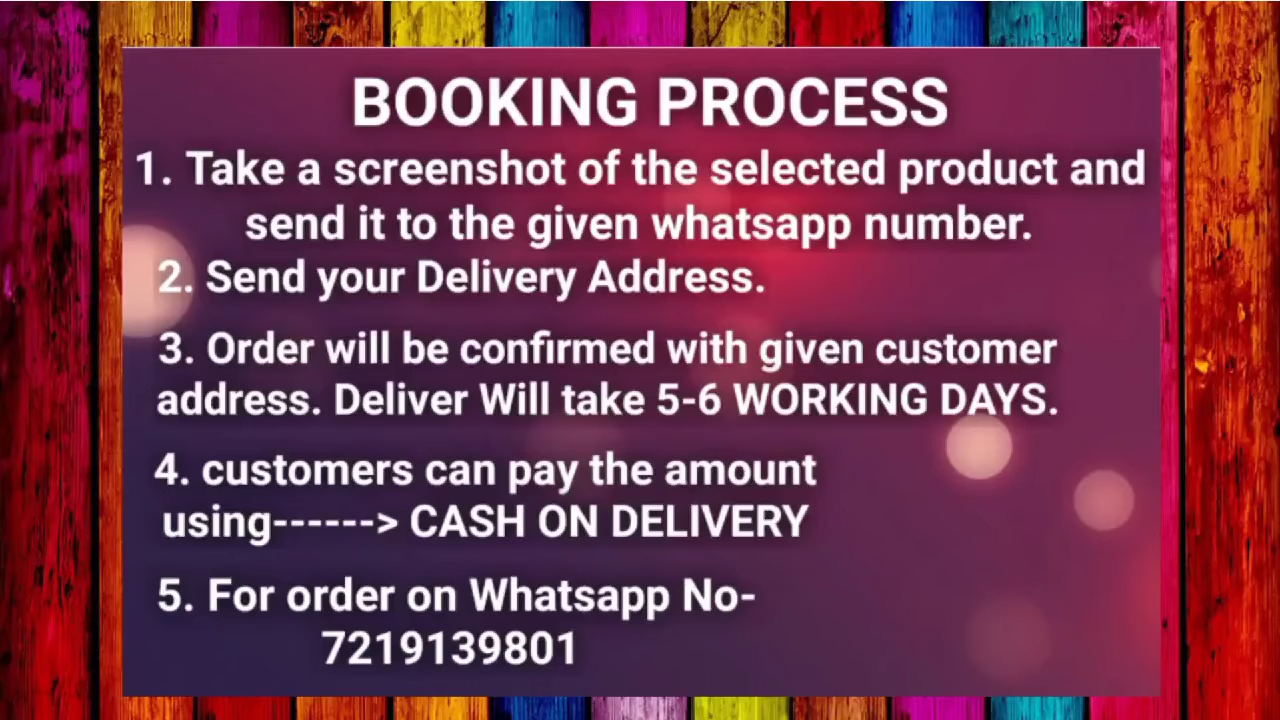 BOOKING PROCESS
1. Take a screenshot of the selected product and
send it to the given whatsapp number.
2. Send your Delivery Address.
3. Order will be confirmed with given customer
address. Deliver Will take 5-6 WORKING DAYS.
4. customers can pay the amount
using------> CASH ON DELIVERY
5. For order on Whatsapp No-
7219139801